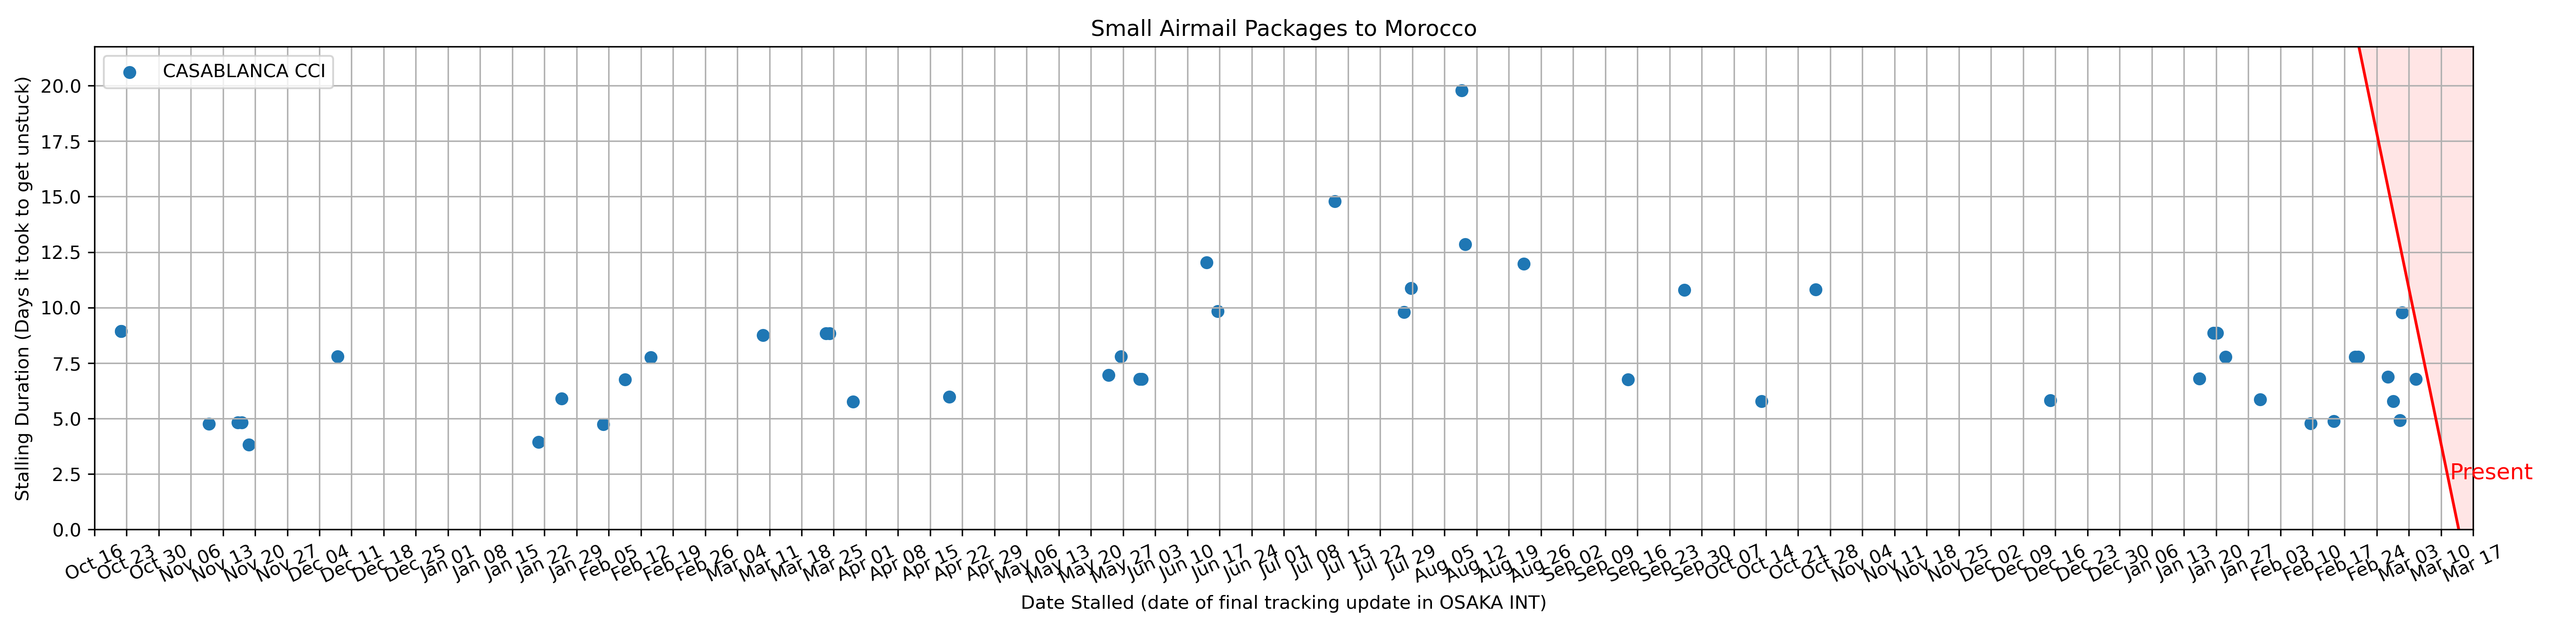 Small Airmail Packages to Morocco
CASABLANCA CCI
Stalling Duration (Days it took to get unstuck)
20.0
17.5
15.0
12.5
10.0
7.5
5.0
2.5
0.0
Present
Oct 16 Oct 23 Oct 30 Nov 06 Nov 13 Nov 20 Nov 27 Dec 04 Dec 11 Dec 18 Dec 25 Jan 01 Jan 08 Jan 15 Jan 22 Jan 29 Feb 05 Feb 12 Feb 19 Feb 26 Mar 04 Mar 11 Mar 18 Mar 25 Apr 01 Apr 08 Apr 15 Apr 22 Apr 29 May 06 May 13 May 20 May 27 Jun 03 Jun 10 Jun 17 Jun 24 Jul 01 Jul 08 Jul 15 Jul 22 Jul 29 Aug 05 Aug 12 Aug 19 Aug 26 Sep 02 Sep 09 Sep 16 Sep 23 Sep 30 Oct 07 Oct 14 Oct 21 Oct 28 Nov 04 Nov 11 Nov 18 Nov 25 Dec 02 Dec 09 Dec 16 Dec 23 Dec 30 Jan 06 Jan 13 Jan 20 Jan 27 Feb 03 Feb 10 Feb 17 Feb 24 Mar 03 Mar 10 Mar 17
Date Stalled (date of final tracking update in OSAKA INT)